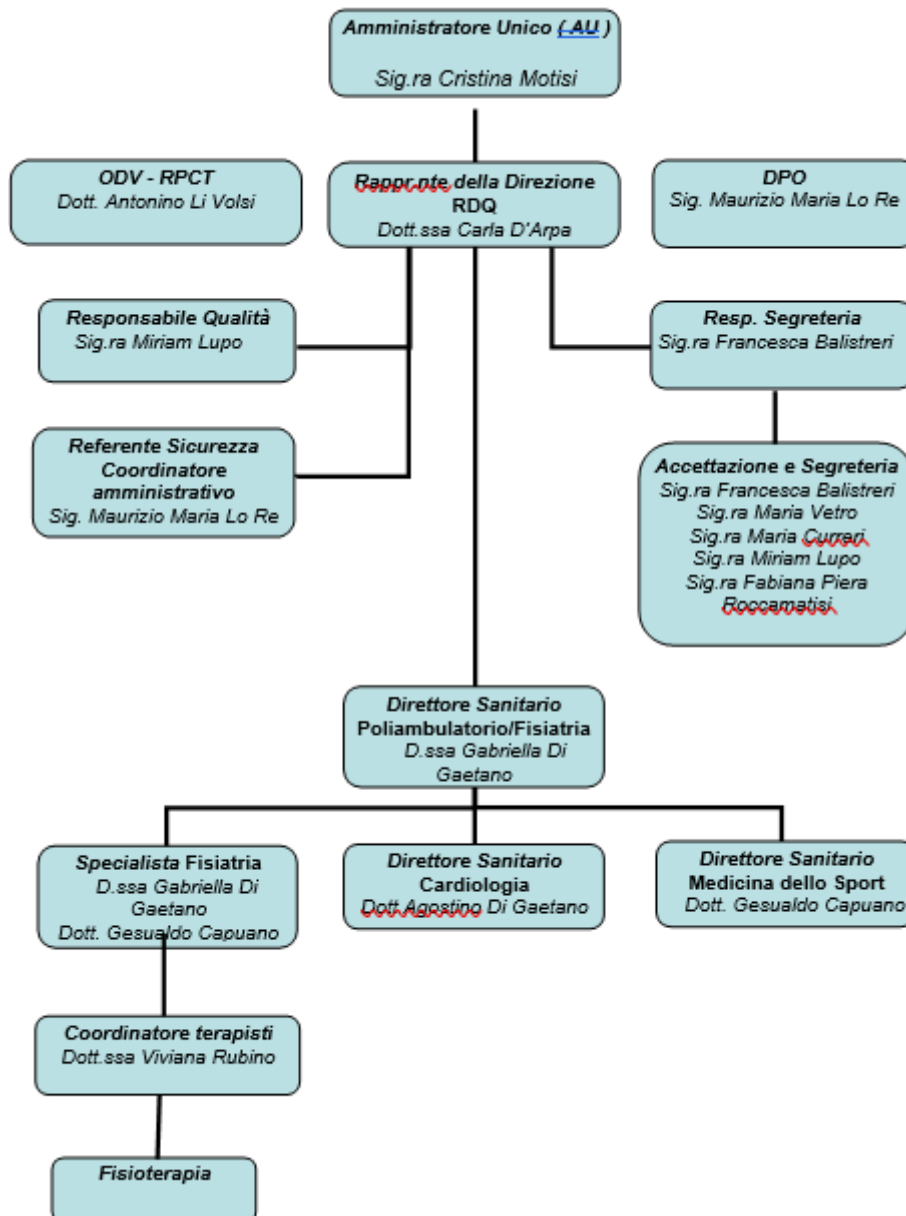 Amministratore Unico ( AU )
Sig.ra Cristina Motisi
ODV - RPCT
Dott. Antonino Li Volsi
Rappr.nte della Direzione
RDQ
Dott.ssa Carla D'Arpa
DPO
Sig. Maurizio Maria Lo Re
Responsabile Qualità
Sig.ra Miriam Lupo
Resp. Segreteria
Sig.ra Francesca Balistreri
Referente Sicurezza
Coordinatore
amministrativo
Sig. Maurizio Maria Lo Re
Accettazione e Segreteria
Sig.ra Francesca Balistreri
Sig.ra Maria Vetro
Sig.ra Maria Curreri
Sig.ra Miriam Lupo
Sig.ra Fabiana Piera
Roccamatisi
Direttore Sanitario
Poliambulatorio/Fisiatria
D.ssa Gabriella Di
Gaetano
Specialista Fisiatria
D.ssa Gabriella Di
Gaetano
Dott. Gesualdo Capuano
Direttore Sanitario
Cardiologia
Dott.Agostino Di Gaetano
Direttore Sanitario
Medicina dello Sport
Dott. Gesualdo Capuano
Coordinatore terapisti
Dott.ssa Viviana Rubino
Fisioterapia